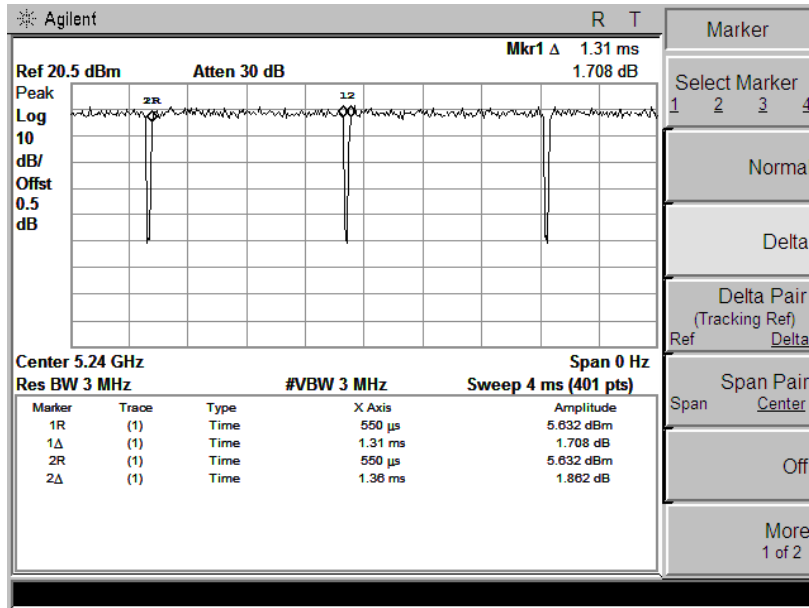 Agilent R T
Mkr1 Δ 1.31 ms
Ref 20.5 dBm Atten 30 dB 1.708 dB
Peak
Log
10
dB/
Offst
0.5
dB
2R
12
Center 5.24 GHz Span 0 Hz
Res BW 3 MHz #VBW 3 MHz Sweep 4 ms (401 pts)
Marker Trace Type X Axis Amplitude
1R (1) Time 550 µs 5.632 dBm
1Δ (1) Time 1.31 ms 1.708 dB
2R (1) Time 550 µs 5.632 dBm
2Δ (1) Time 1.36 ms 1.862 dB
Marker
Select Marker
1 2 3 4
Norma
Delta
Delta Pair
(Tracking Ref)
Ref Delta
Span Pair
Span Center
Off
More
1 of 2